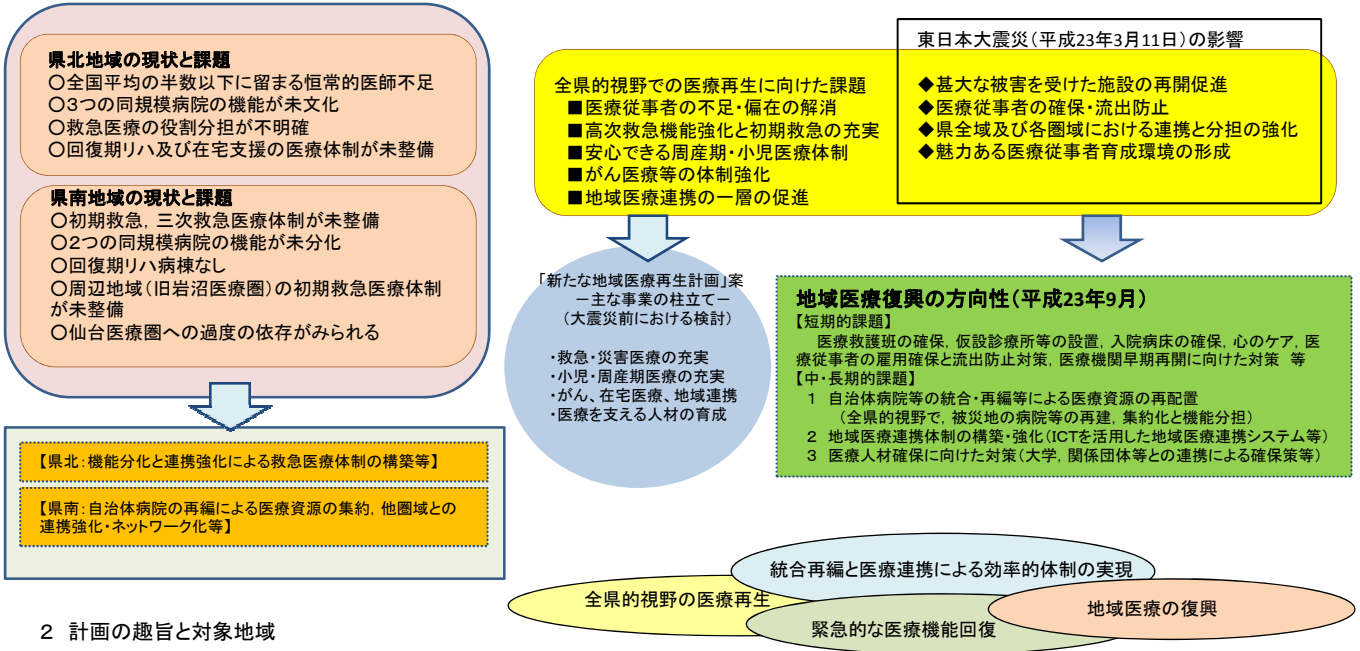 県北地域の現状と課題
○全国平均の半数以下に留まる恒常的医師不足
○3つの同規模病院の機能が未文化
○救急医療の役割分担が不明確
○回復期リハ及び在宅支援の医療体制が未整備
県南地域の現状と課題
○初期救急，三次救急医療体制が未整備
○2つの同規模病院の機能が未分化
○回復期リハ病棟なし
○周辺地域（旧岩沼医療圏）の初期救急医療体制
が未整備
○仙台医療圏への過度の依存がみられる
【県北：機能分化と連携強化による救急医療体制の構築等】
【県南：自治体病院の再編による医療資源の集約，他圏域との
連携強化・ネットワーク化等】
全県的視野での医療再生に向けた課題
■医療従事者の不足・偏在の解消
■高次救急機能強化と初期救急の充実
■安心できる周産期・小児医療体制
■がん医療等の体制強化
■地域医療連携の一層の促進
東日本大震災（平成23年3月11日）の影響
◆甚大な被害を受けた施設の再開促進
◆医療従事者の確保・流出防止
◆県全域及び各圏域における連携と分担の強化
◆魅力ある医療従事者育成環境の形成
「新たな地域医療再生計画」案
－主な事業の柱立て－
（大震災前における検討）
・救急・災害医療の充実
・小児・周産期医療の充実
・がん、在宅医療、地域連携
・医療を支える人材の育成
地域医療復興の方向性（平成23年9月）
【短期的課題】
医療救護班の確保，仮設診療所等の設置，入院病床の確保，心のケア，医
療従事者の雇用確保と流出防止対策，医療機関早期再開に向けた対策 等
【中・長期的課題】
1 自治体病院等の統合・再編等による医療資源の再配置
（全県的視野で，被災地の病院等の再建，集約化と機能分担）
2 地域医療連携体制の構築・強化（ICTを活用した地域医療連携システム等）
3 医療人材確保に向けた対策（大学，関係団体等との連携による確保策等）
統合再編と医療連携による効率的体制の実現
全県的視野の医療再生
地域医療の復興
緊急的な医療機能回復
2 計画の趣旨と対象地域